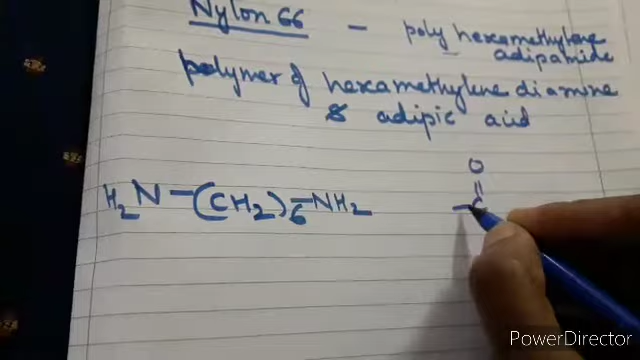 Nylon 66 — poly hexamethylene
adipamide
polymer of hexamethylene diamine
& adipic acid
O
||
H2N—(CH2)6—NH2 —C
PowerDirector